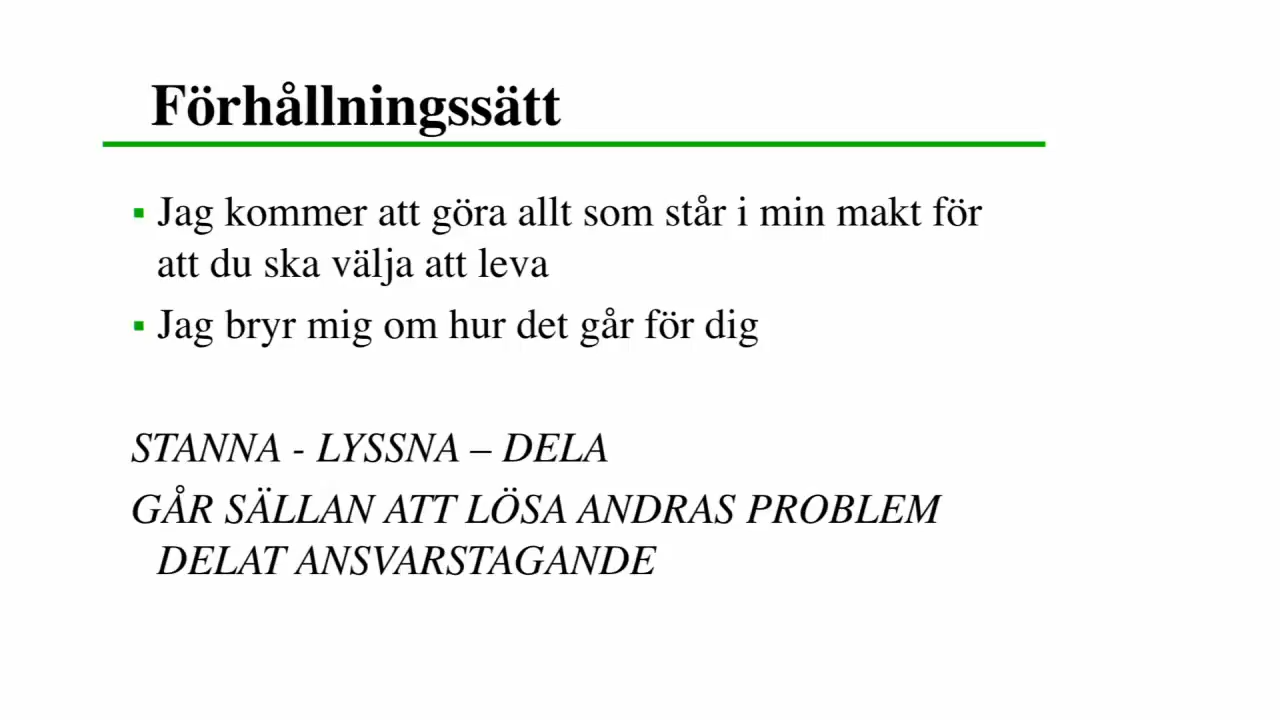 Förhållningssätt
▪ Jag kommer att göra allt som står i min makt för
att du ska välja att leva
▪ Jag bryr mig om hur det går för dig
STANNA - LYSSNA – DELA
GÅR SÄLLAN ATT LÖSA ANDRAS PROBLEM
DELAT ANSVARSTAGANDE